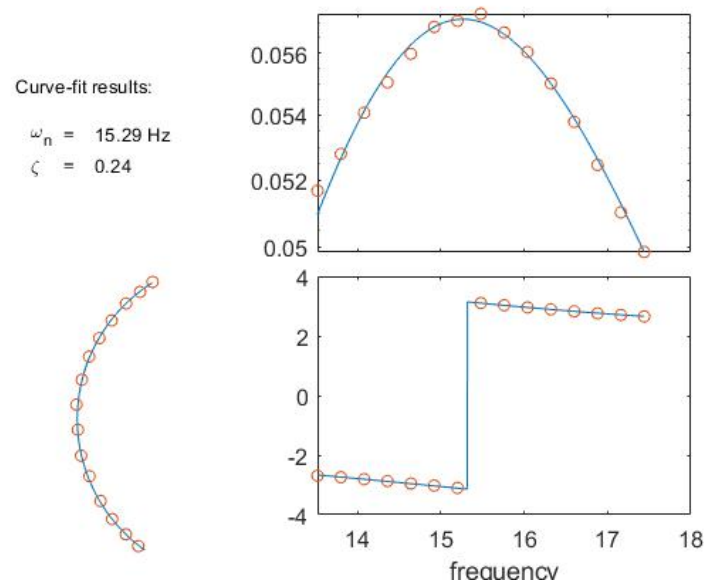 Curve-fit results:
ωn = 15.29 Hz
ζ = 0.24
0.056
0.054
0.052
0.05
4
2
0
-2
-4
14 15 16 17 18
frequency